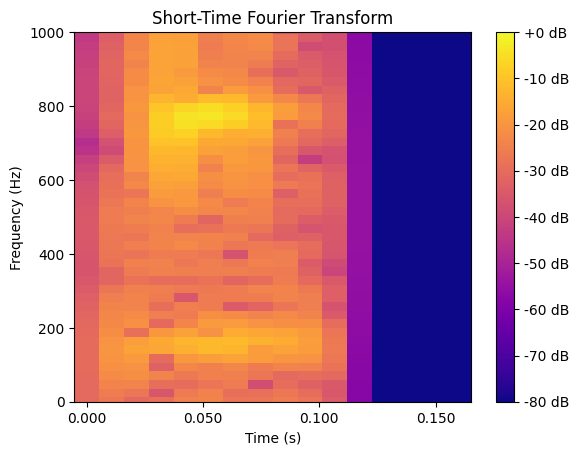 Short-Time Fourier Transform
1000
800
600
400
200
0
Frequency (Hz)
0.000
0.050
0.100
0.150
Time (s)
+0 dB
-10 dB
-20 dB
-30 dB
-40 dB
-50 dB
-60 dB
-70 dB
-80 dB